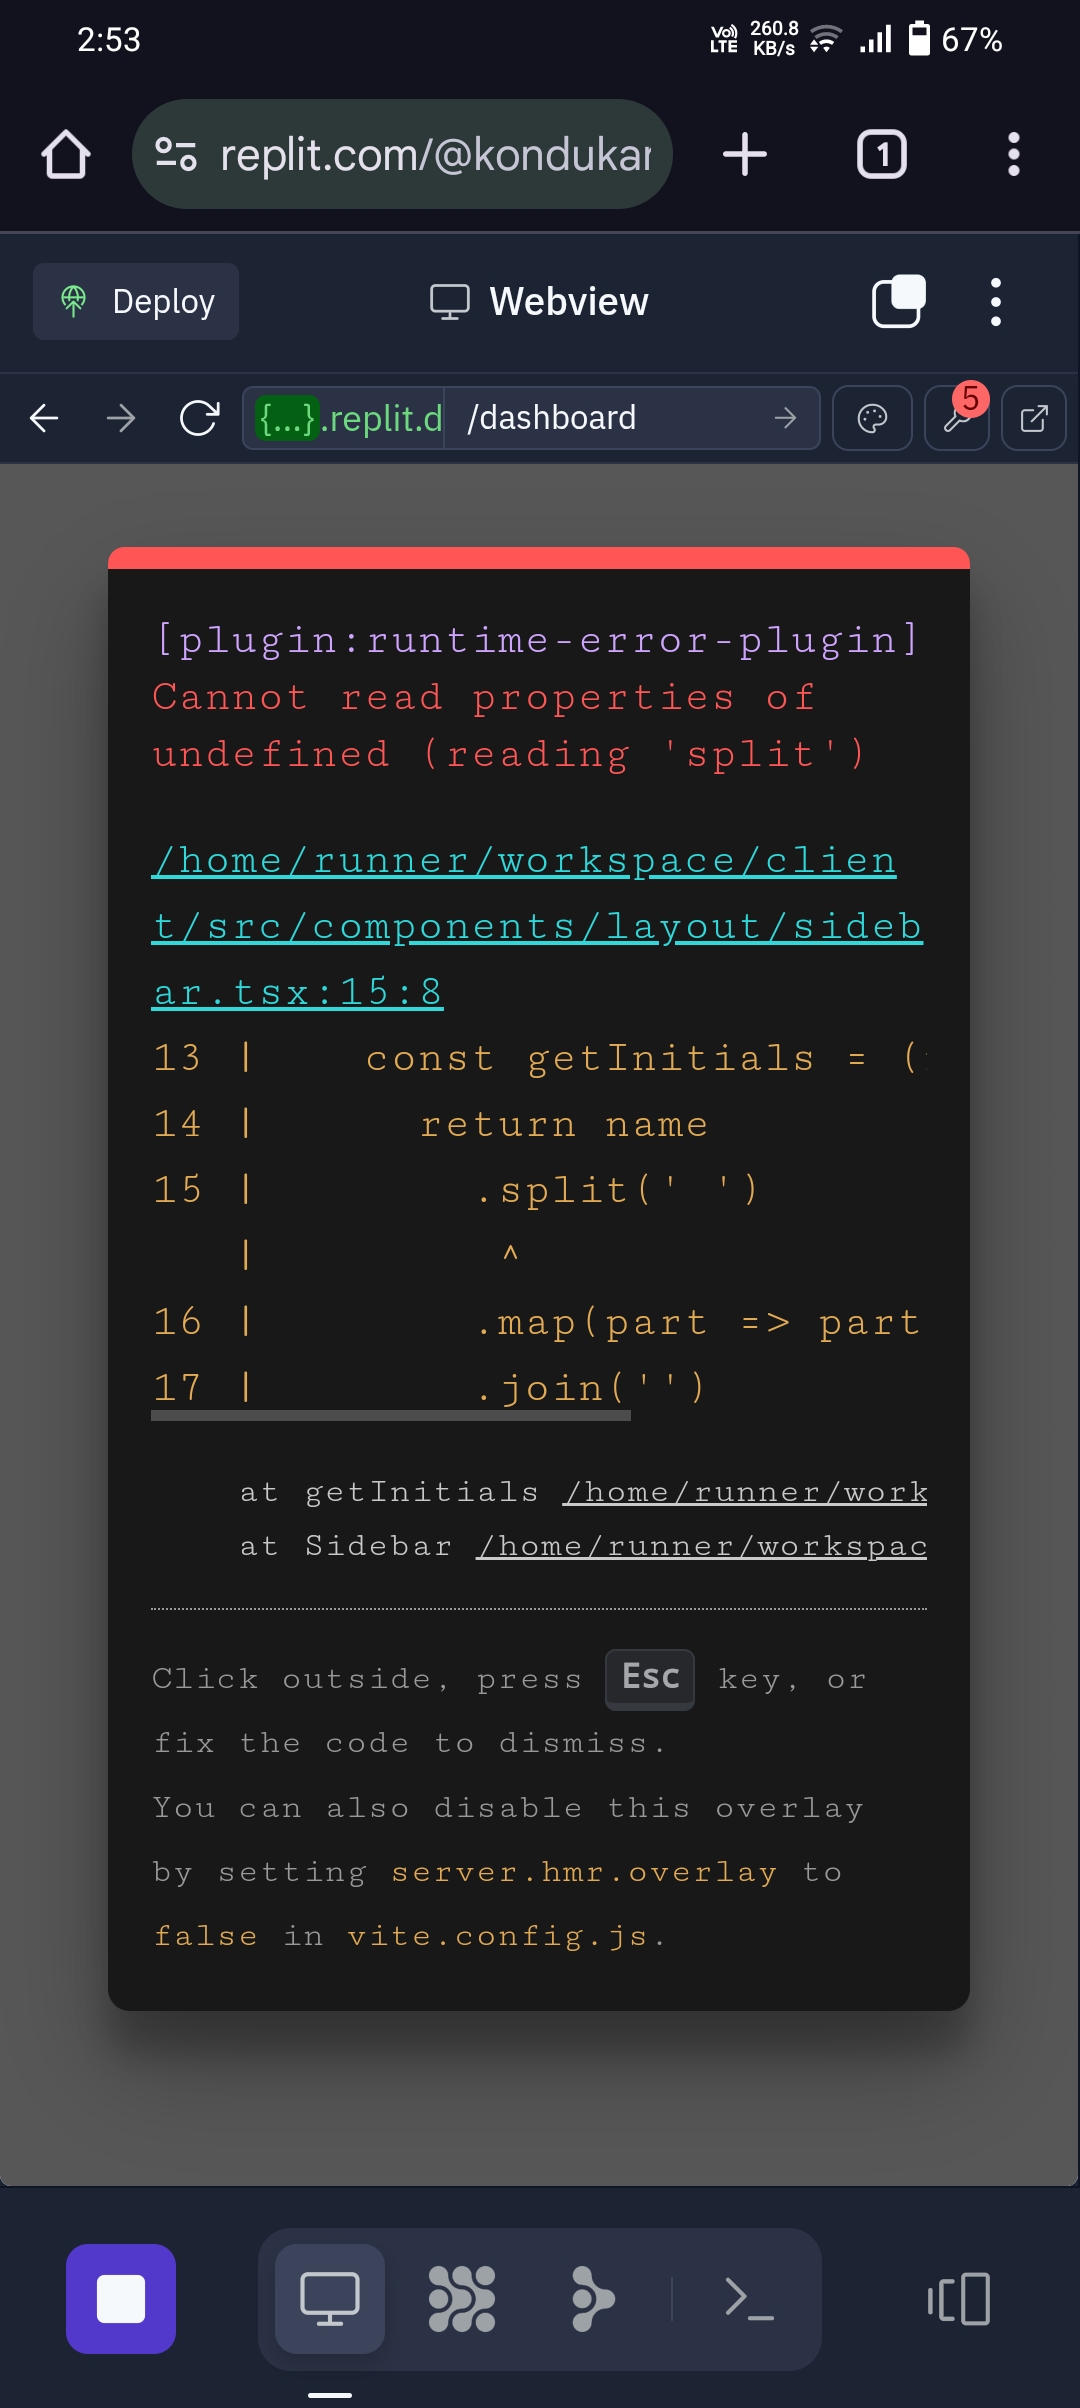 2:53
Vo)) LTE 260.8 KB/s 67%
replit.com/@kondukar
1
Deploy
Webview
{...}.replit.d /dashboard
5
[plugin:runtime-error-plugin]
Cannot read properties of
undefined (reading 'split')
/home/runner/workspace/clien
t/src/components/layout/sideb
ar.tsx:15:8
13 | const getInitials = (
14 | return name
15 | .split(' ')
| ^
16 | .map(part => part
17 | .join('')
at getInitials /home/runner/work
at Sidebar /home/runner/workspac
Click outside, press Esc key, or
fix the code to dismiss.
You can also disable this overlay
by setting server.hmr.overlay to
false in vite.config.js.